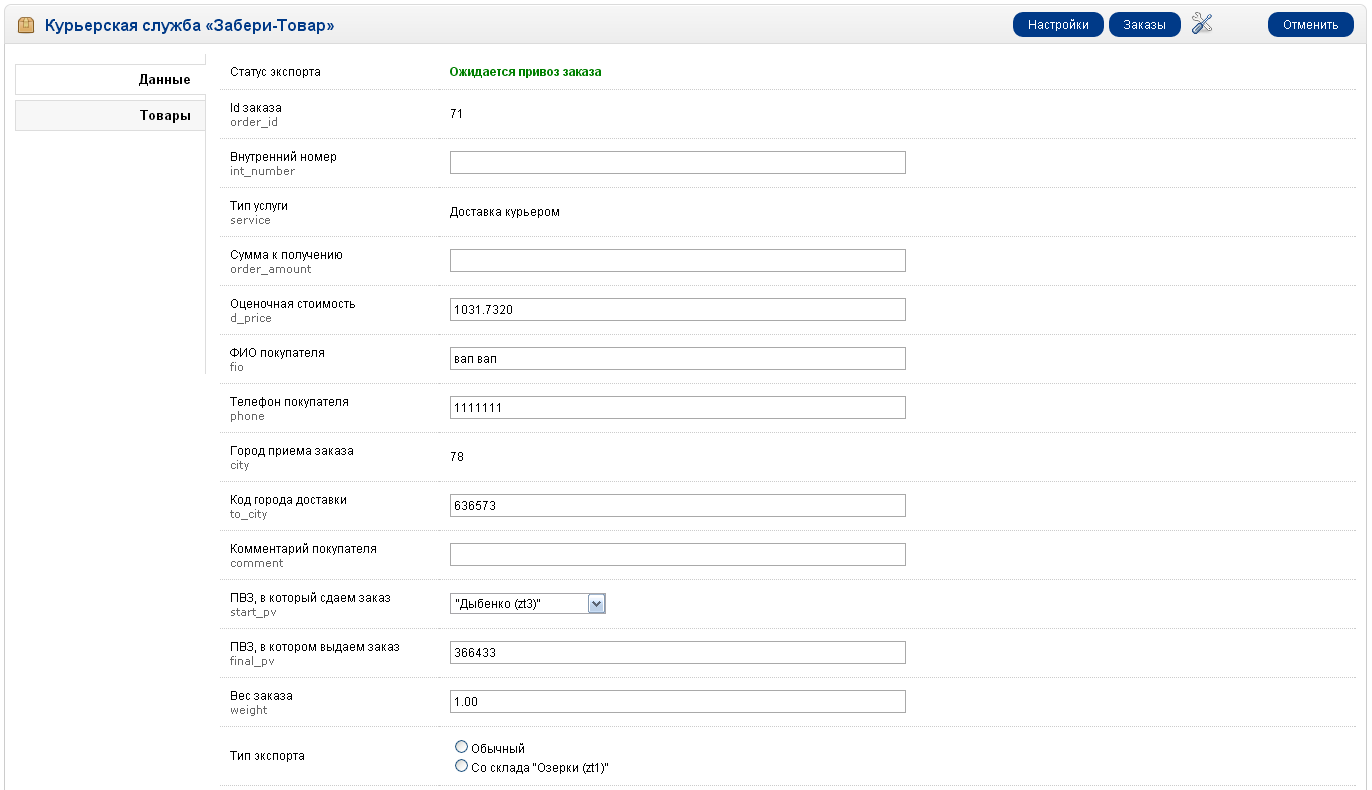 Курьерская служба «Забери-Товар»
Настройки
Заказы
Отменить
Данные
Товары
Статус экспорта
Ожидается привоз заказа
Id заказа
order_id
71
Внутренний номер
int_number
Тип услуги
service
Доставка курьером
Сумма к получению
order_amount
Оценочная стоимость
d_price
1031.7320
ФИО покупателя
fio
вап вап
Телефон покупателя
phone
1111111
Город приема заказа
city
78
Код города доставки
to_city
636573
Комментарий покупателя
comment
ПВЗ, в который сдаем заказ
start_pv
"Дыбенко (zt3)"
ПВЗ, в котором выдаем заказ
final_pv
366433
Вес заказа
weight
1.00
Тип экспорта
Обычный
Со склада "Озерки (zt1)"